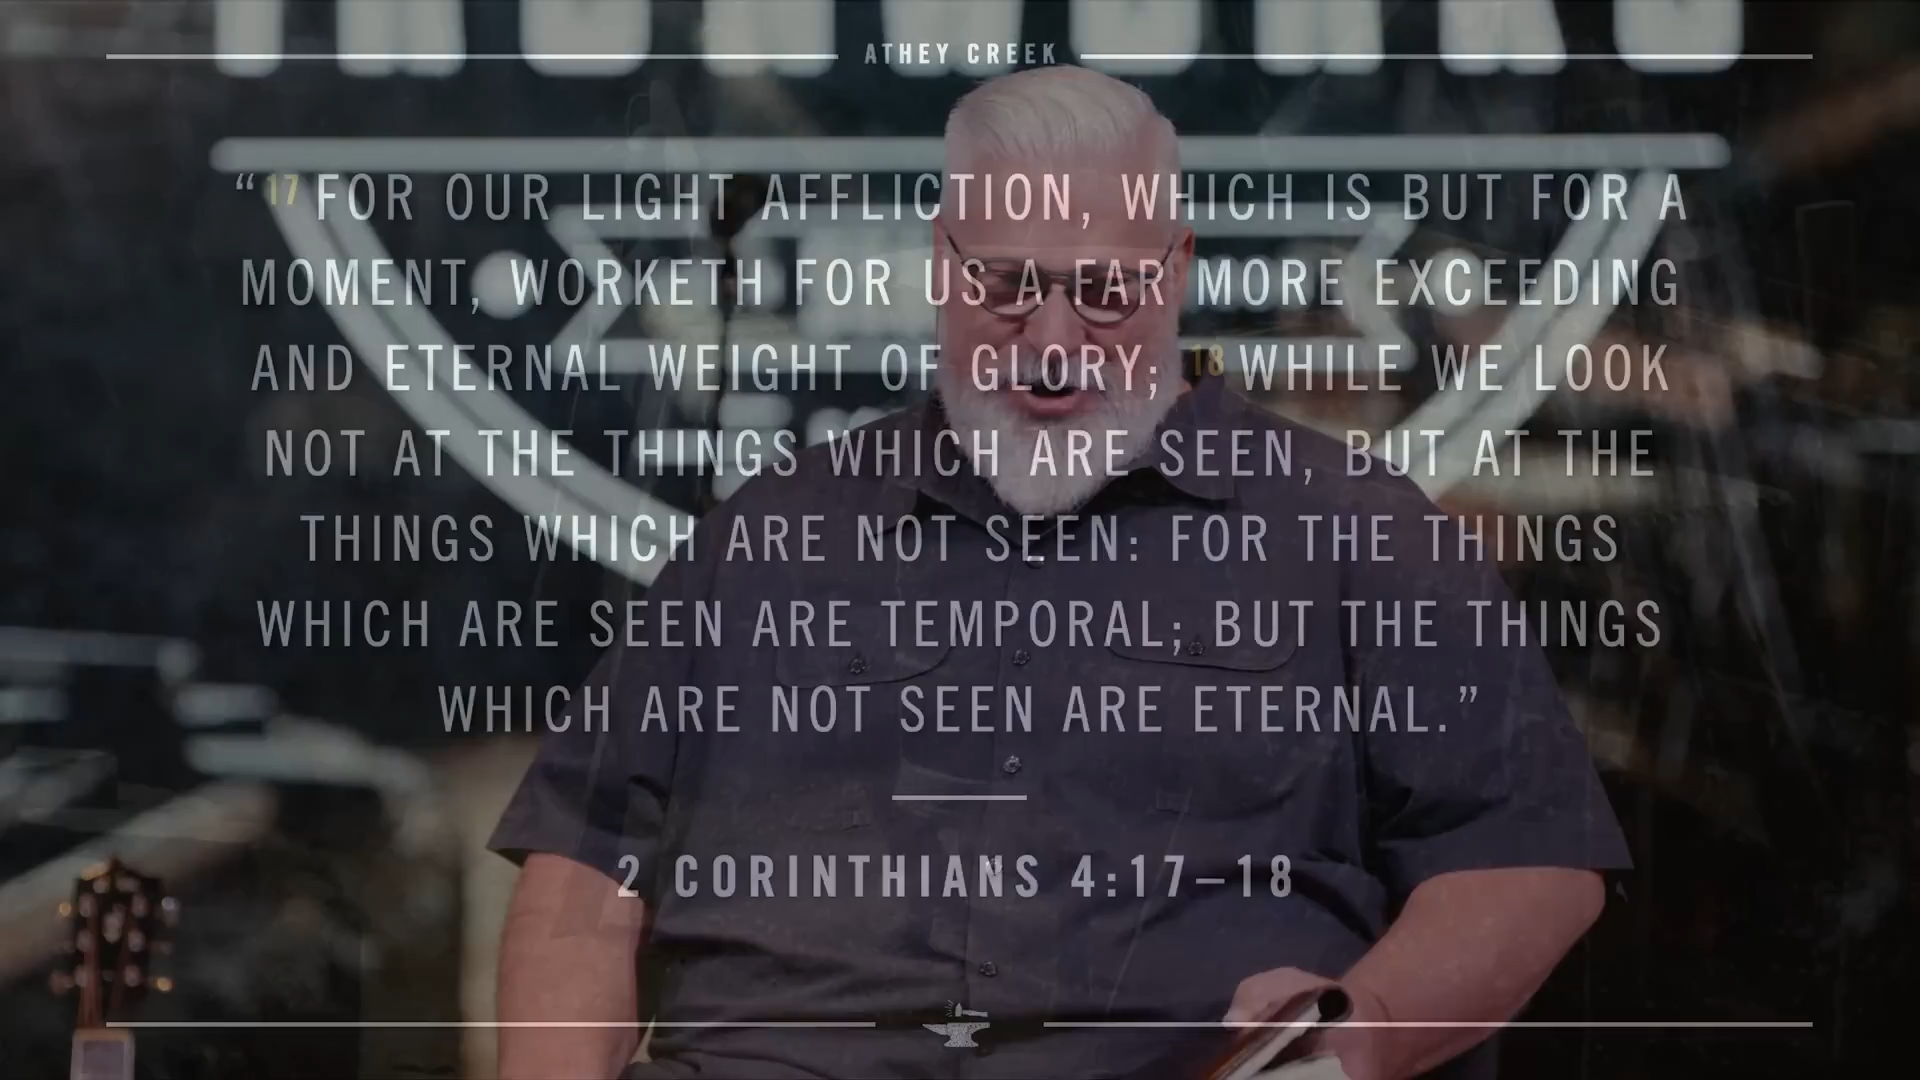 ATHEY CREEK
“17 FOR OUR LIGHT AFFLICTION, WHICH IS BUT FOR A
MOMENT, WORKETH FOR US A FAR MORE EXCEEDING
AND ETERNAL WEIGHT OF GLORY; 18 WHILE WE LOOK
NOT AT THE THINGS WHICH ARE SEEN, BUT AT THE
THINGS WHICH ARE NOT SEEN: FOR THE THINGS
WHICH ARE SEEN ARE TEMPORAL; BUT THE THINGS
WHICH ARE NOT SEEN ARE ETERNAL.”
2 CORINTHIANS 4:17–18